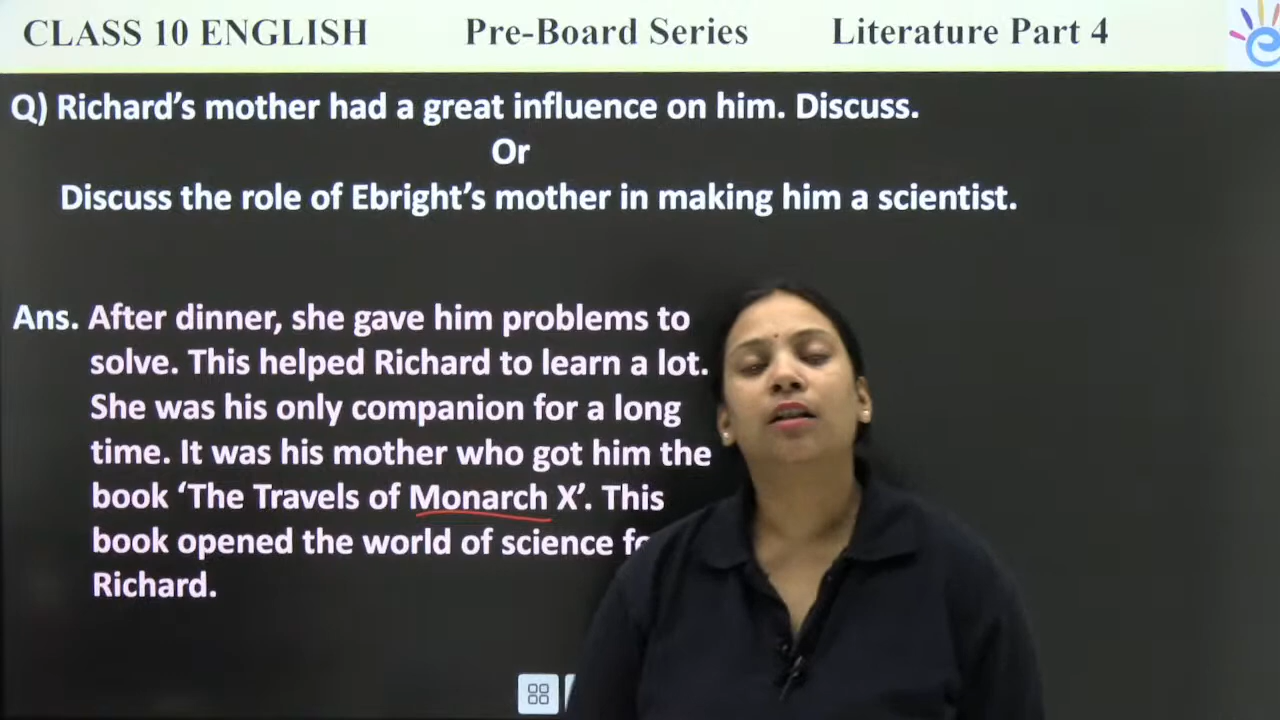 CLASS 10 ENGLISH Pre-Board Series Literature Part 4
Q) Richard's mother had a great influence on him. Discuss.
Or
Discuss the role of Ebright's mother in making him a scientist.
Ans. After dinner, she gave him problems to
solve. This helped Richard to learn a lot.
She was his only companion for a long
time. It was his mother who got him the
book ‘The Travels of Monarch X’. This
book opened the world of science
Richard.